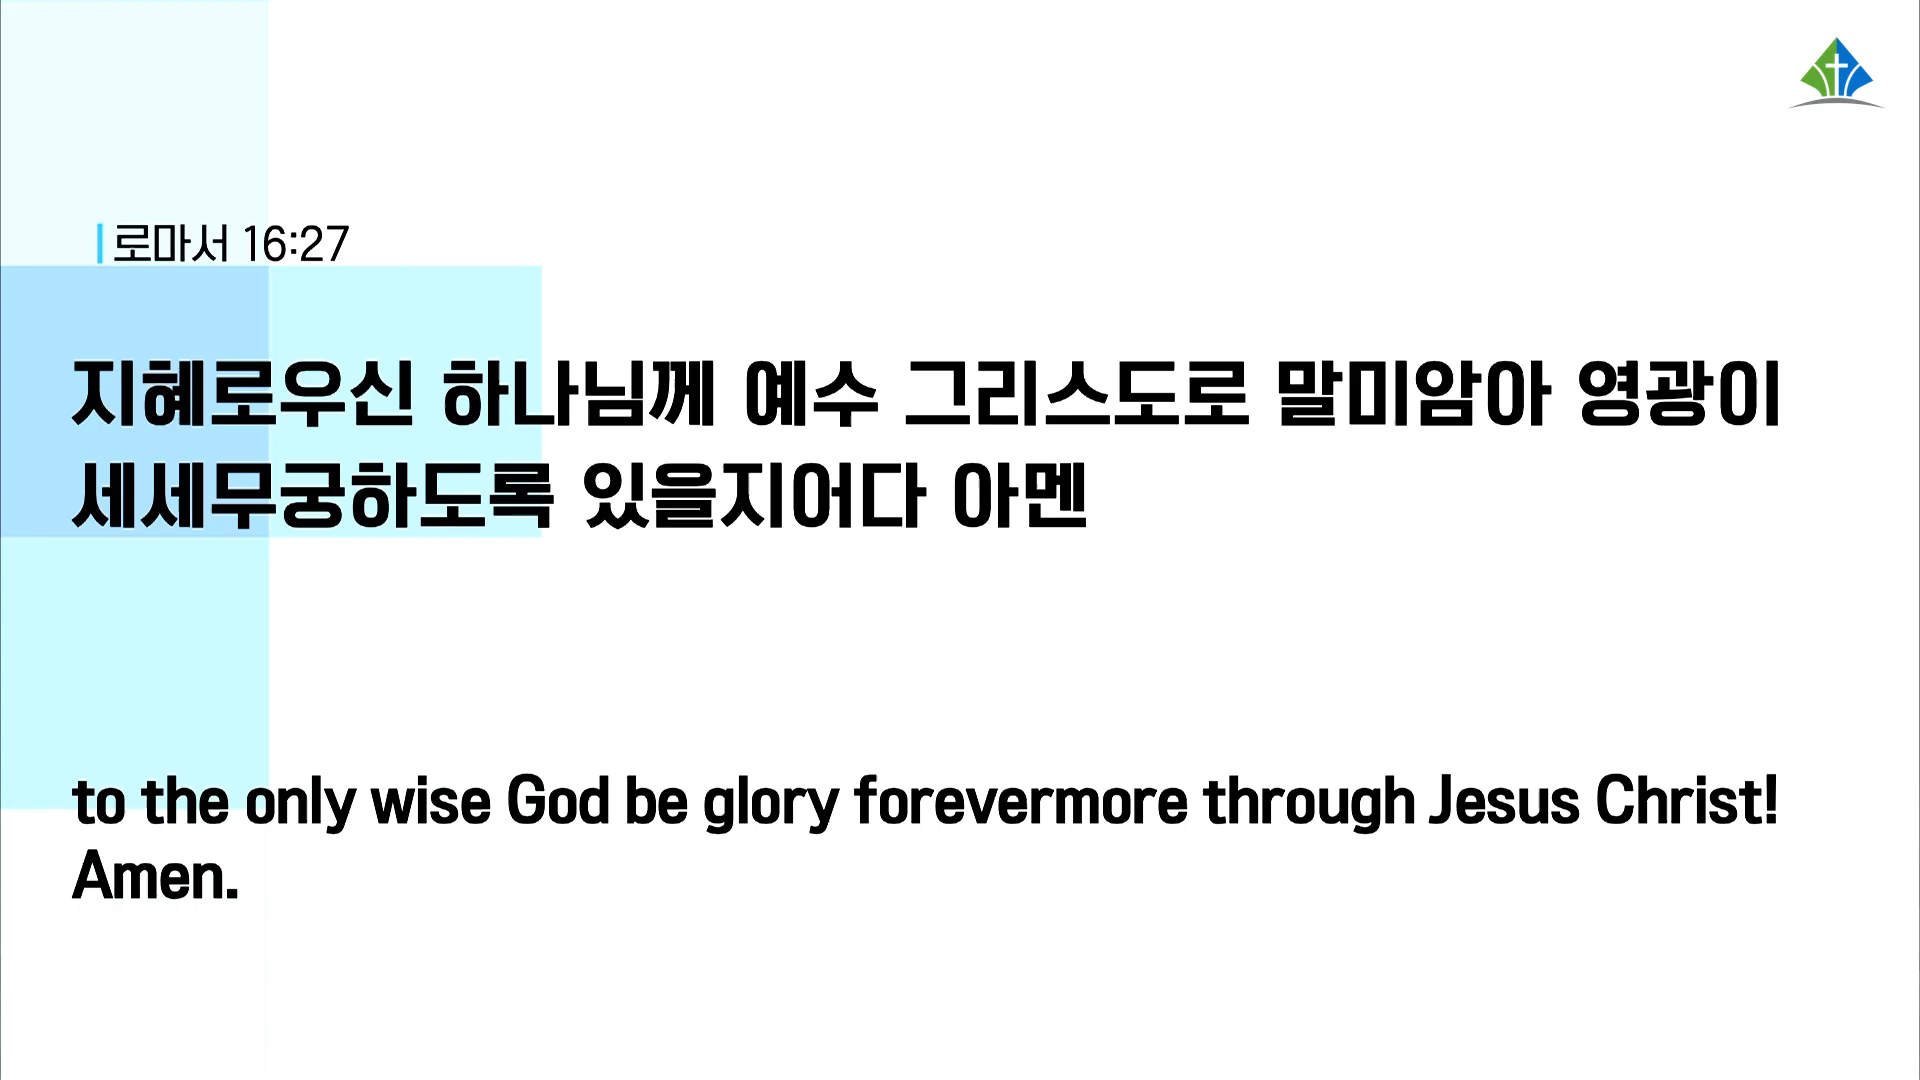 로마서 16:27
지혜로우신 하나님께 예수 그리스도로 말미암아 영광이
세세무궁하도록 있을지어다 아멘
to the only wise God be glory forevermore through Jesus Christ!
Amen.